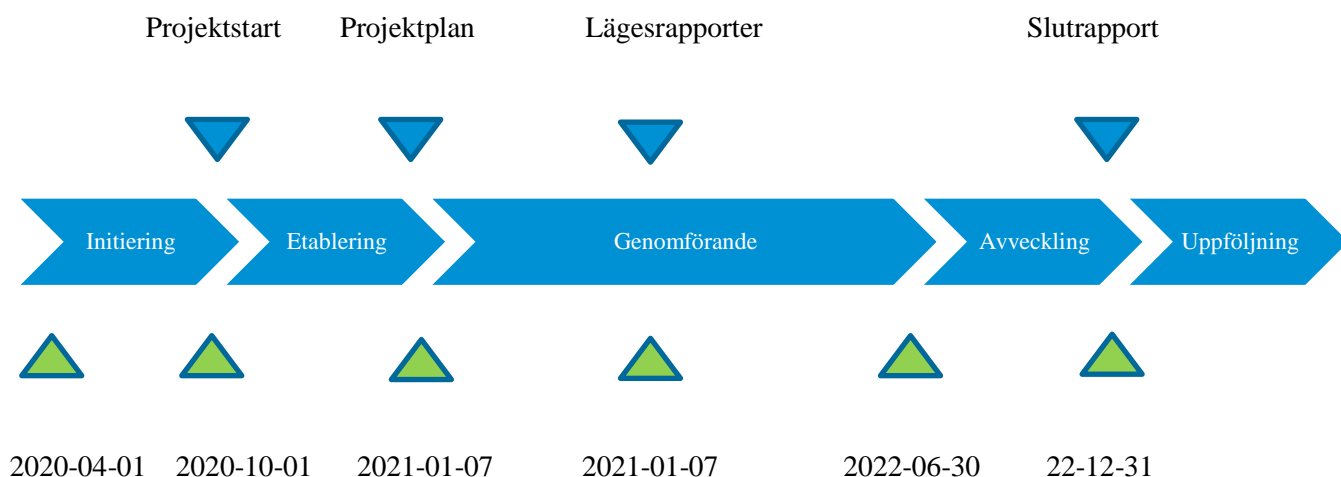 Projektstart Projektplan Lägesrapporter Slutrapport
Initiering Etablering Genomförande Avveckling Uppföljning
2020-04-01 2020-10-01 2021-01-07 2021-01-07 2022-06-30 22-12-31